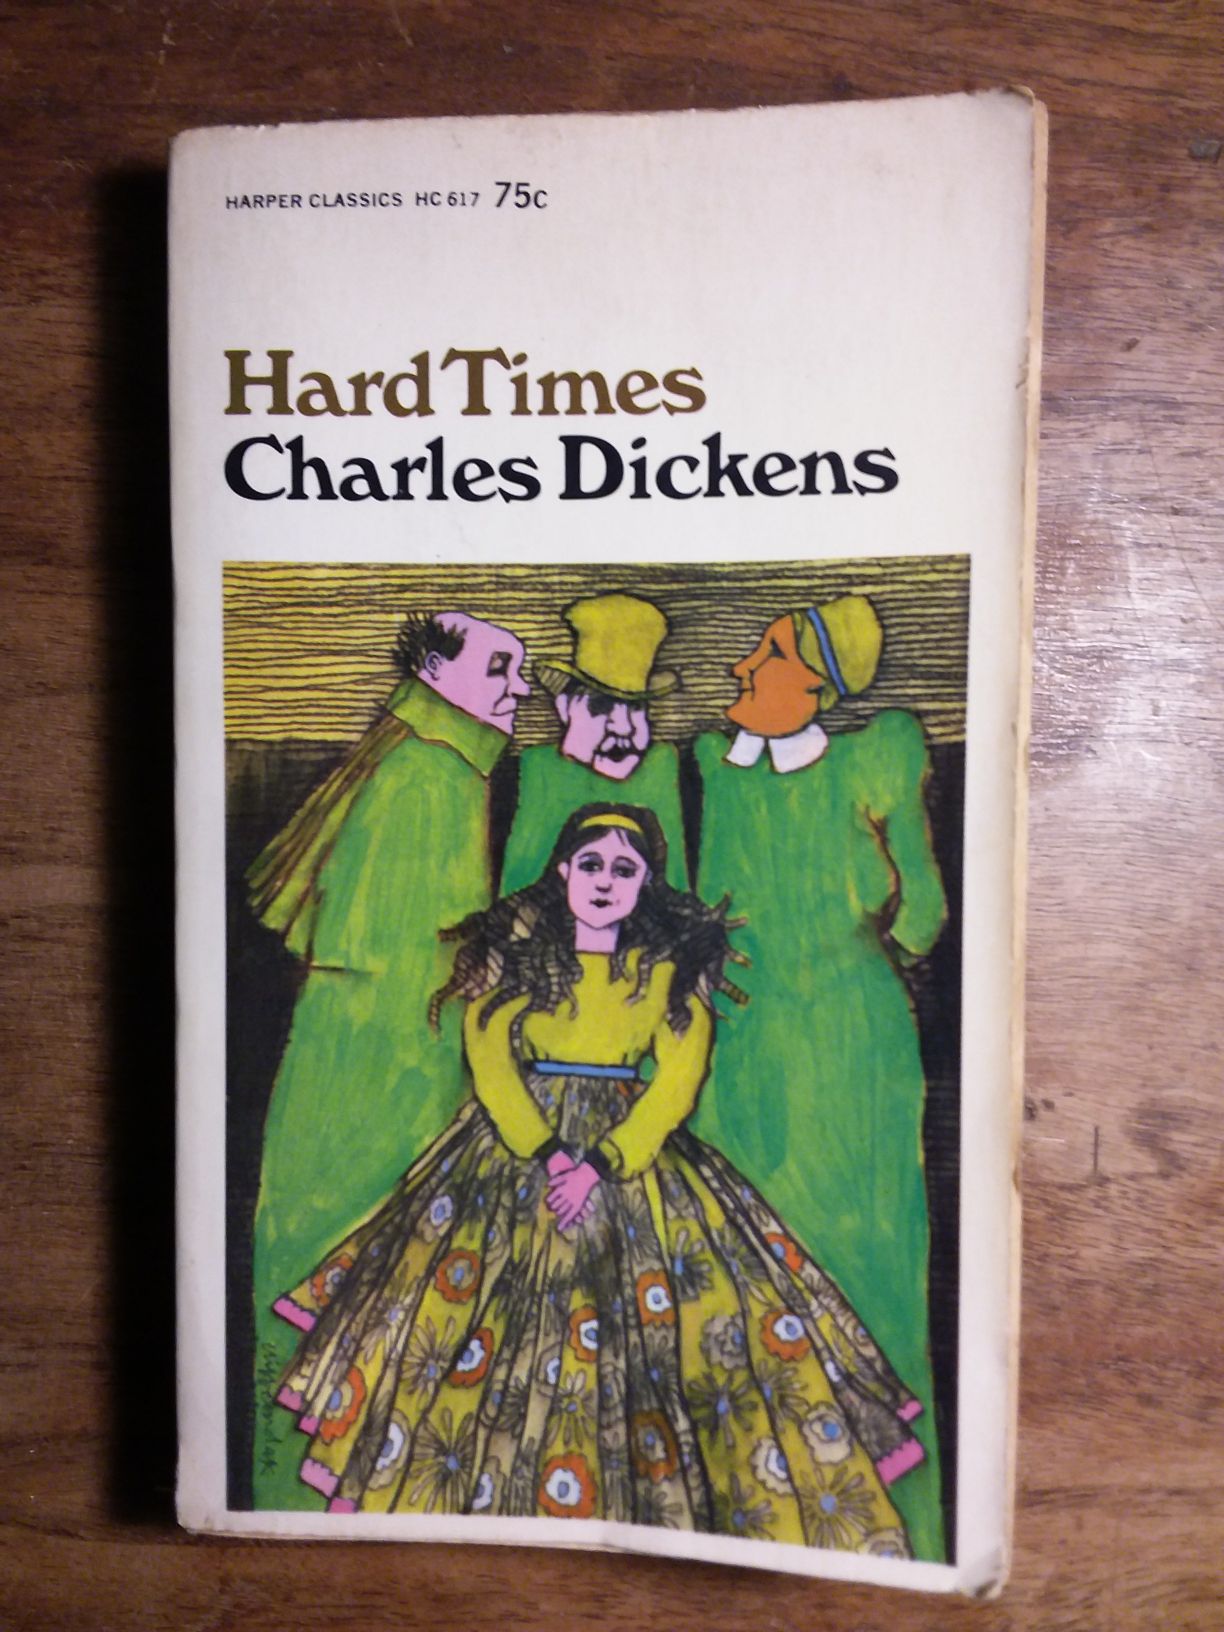 HARPER CLASSICS HC 617 75c
Hard Times
Charles Dickens